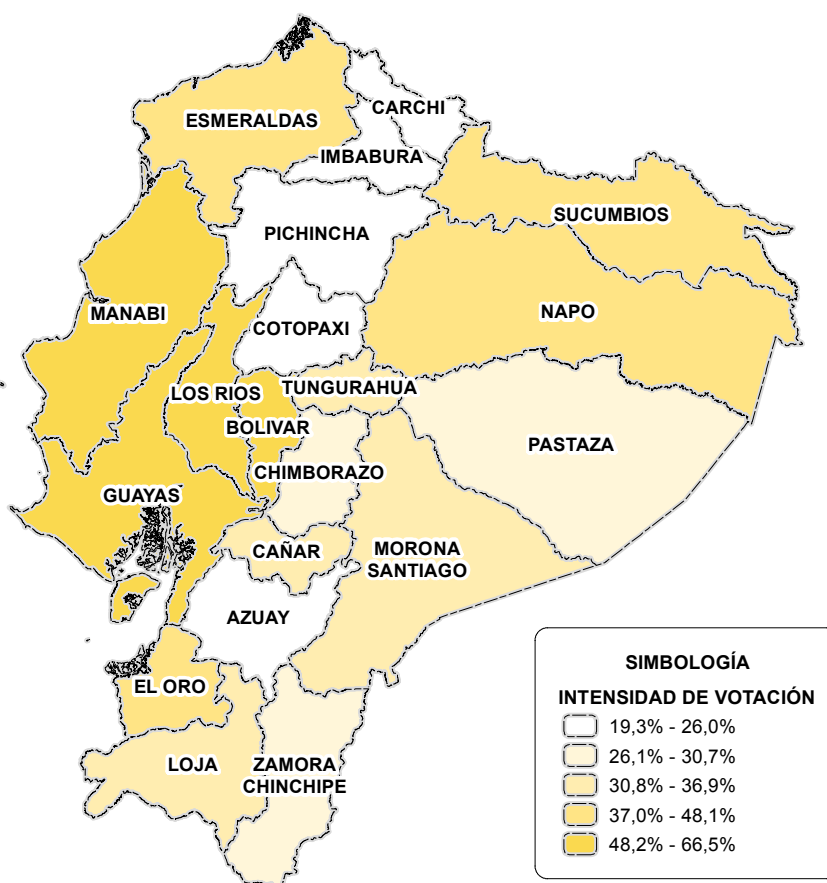 CARCHI
ESMERALDAS
IMBABURA
SUCUMBIOS
PICHINCHA
NAPO
MANABI
COTOPAXI
TUNGURAHUA
LOS RIOS
BOLIVAR
PASTAZA
CHIMBORAZO
GUAYAS
CAÑAR
MORONA
SANTIAGO
AZUAY
EL ORO
LOJA
ZAMORA
CHINCHIPE
SIMBOLOGÍA
INTENSIDAD DE VOTACIÓN
19,3% - 26,0%
26,1% - 30,7%
30,8% - 36,9%
37,0% - 48,1%
48,2% - 66,5%